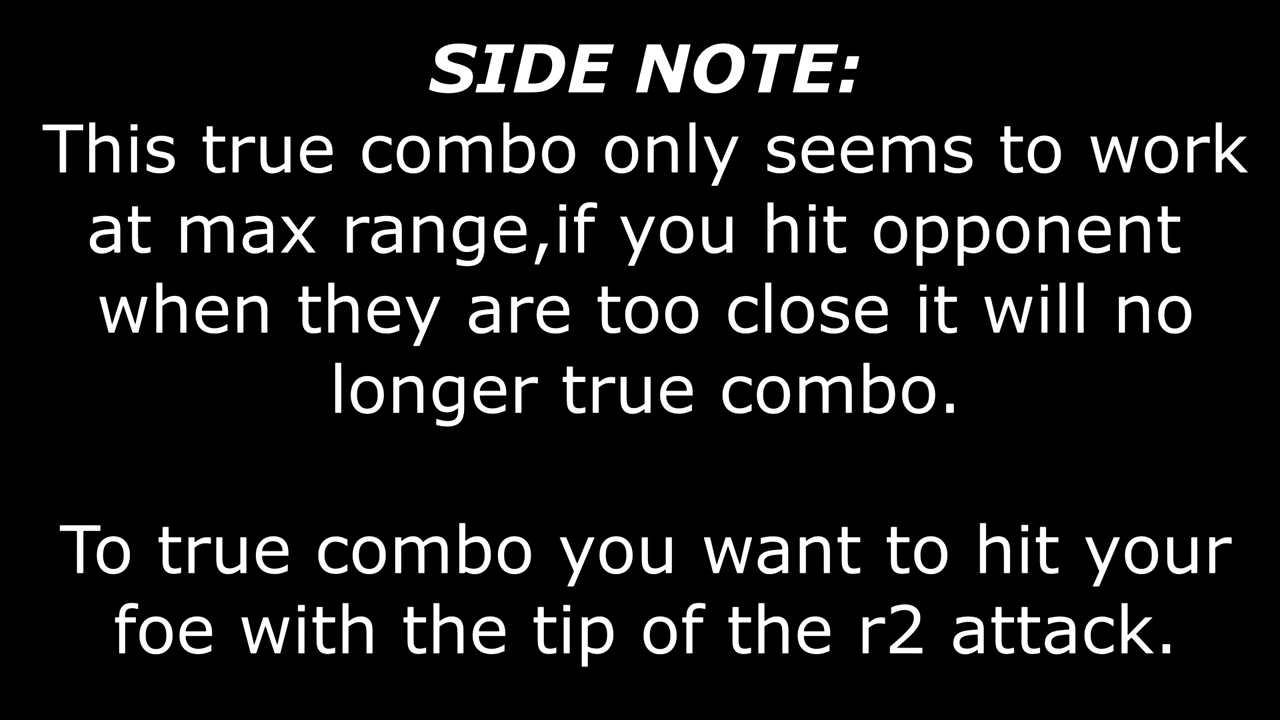 SIDE NOTE:
This true combo only seems to work
at max range,if you hit opponent
when they are too close it will no
longer true combo.
To true combo you want to hit your
foe with the tip of the r2 attack.